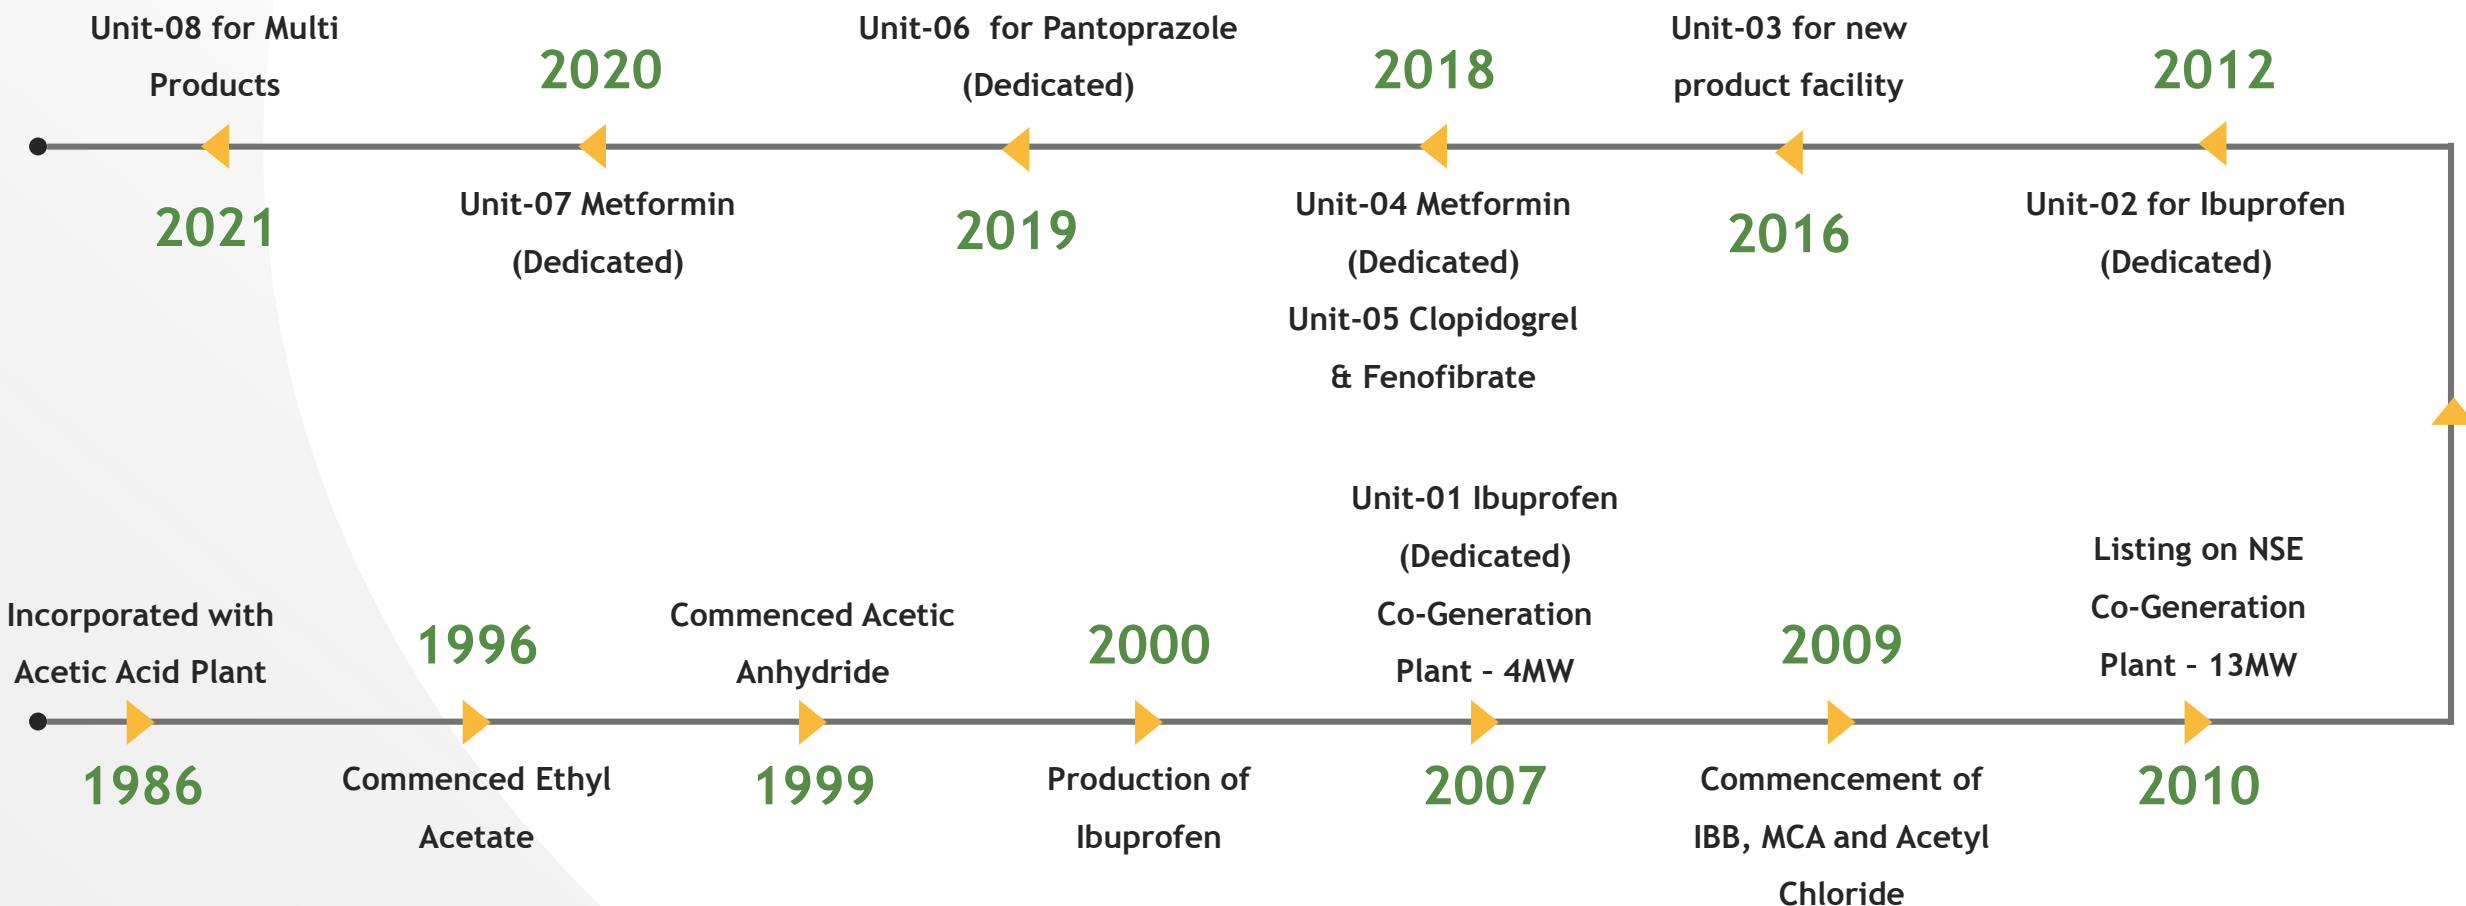 Unit-08 for Multi
Products
2021
2020
Unit-07 Metformin
(Dedicated)
Unit-06 for Pantoprazole
(Dedicated)
2019
2018
Unit-04 Metformin
(Dedicated)
Unit-05 Clopidogrel
& Fenofibrate
Unit-03 for new
product facility
2016
2012
Unit-02 for Ibuprofen
(Dedicated)
Incorporated with
Acetic Acid Plant
1986
1996
Commenced Ethyl
Acetate
Commenced Acetic
Anhydride
1999
2000
Production of
Ibuprofen
Unit-01 Ibuprofen
(Dedicated)
Co-Generation
Plant – 4MW
2007
2009
Commencement of
IBB, MCA and Acetyl
Chloride
Listing on NSE
Co-Generation
Plant – 13MW
2010